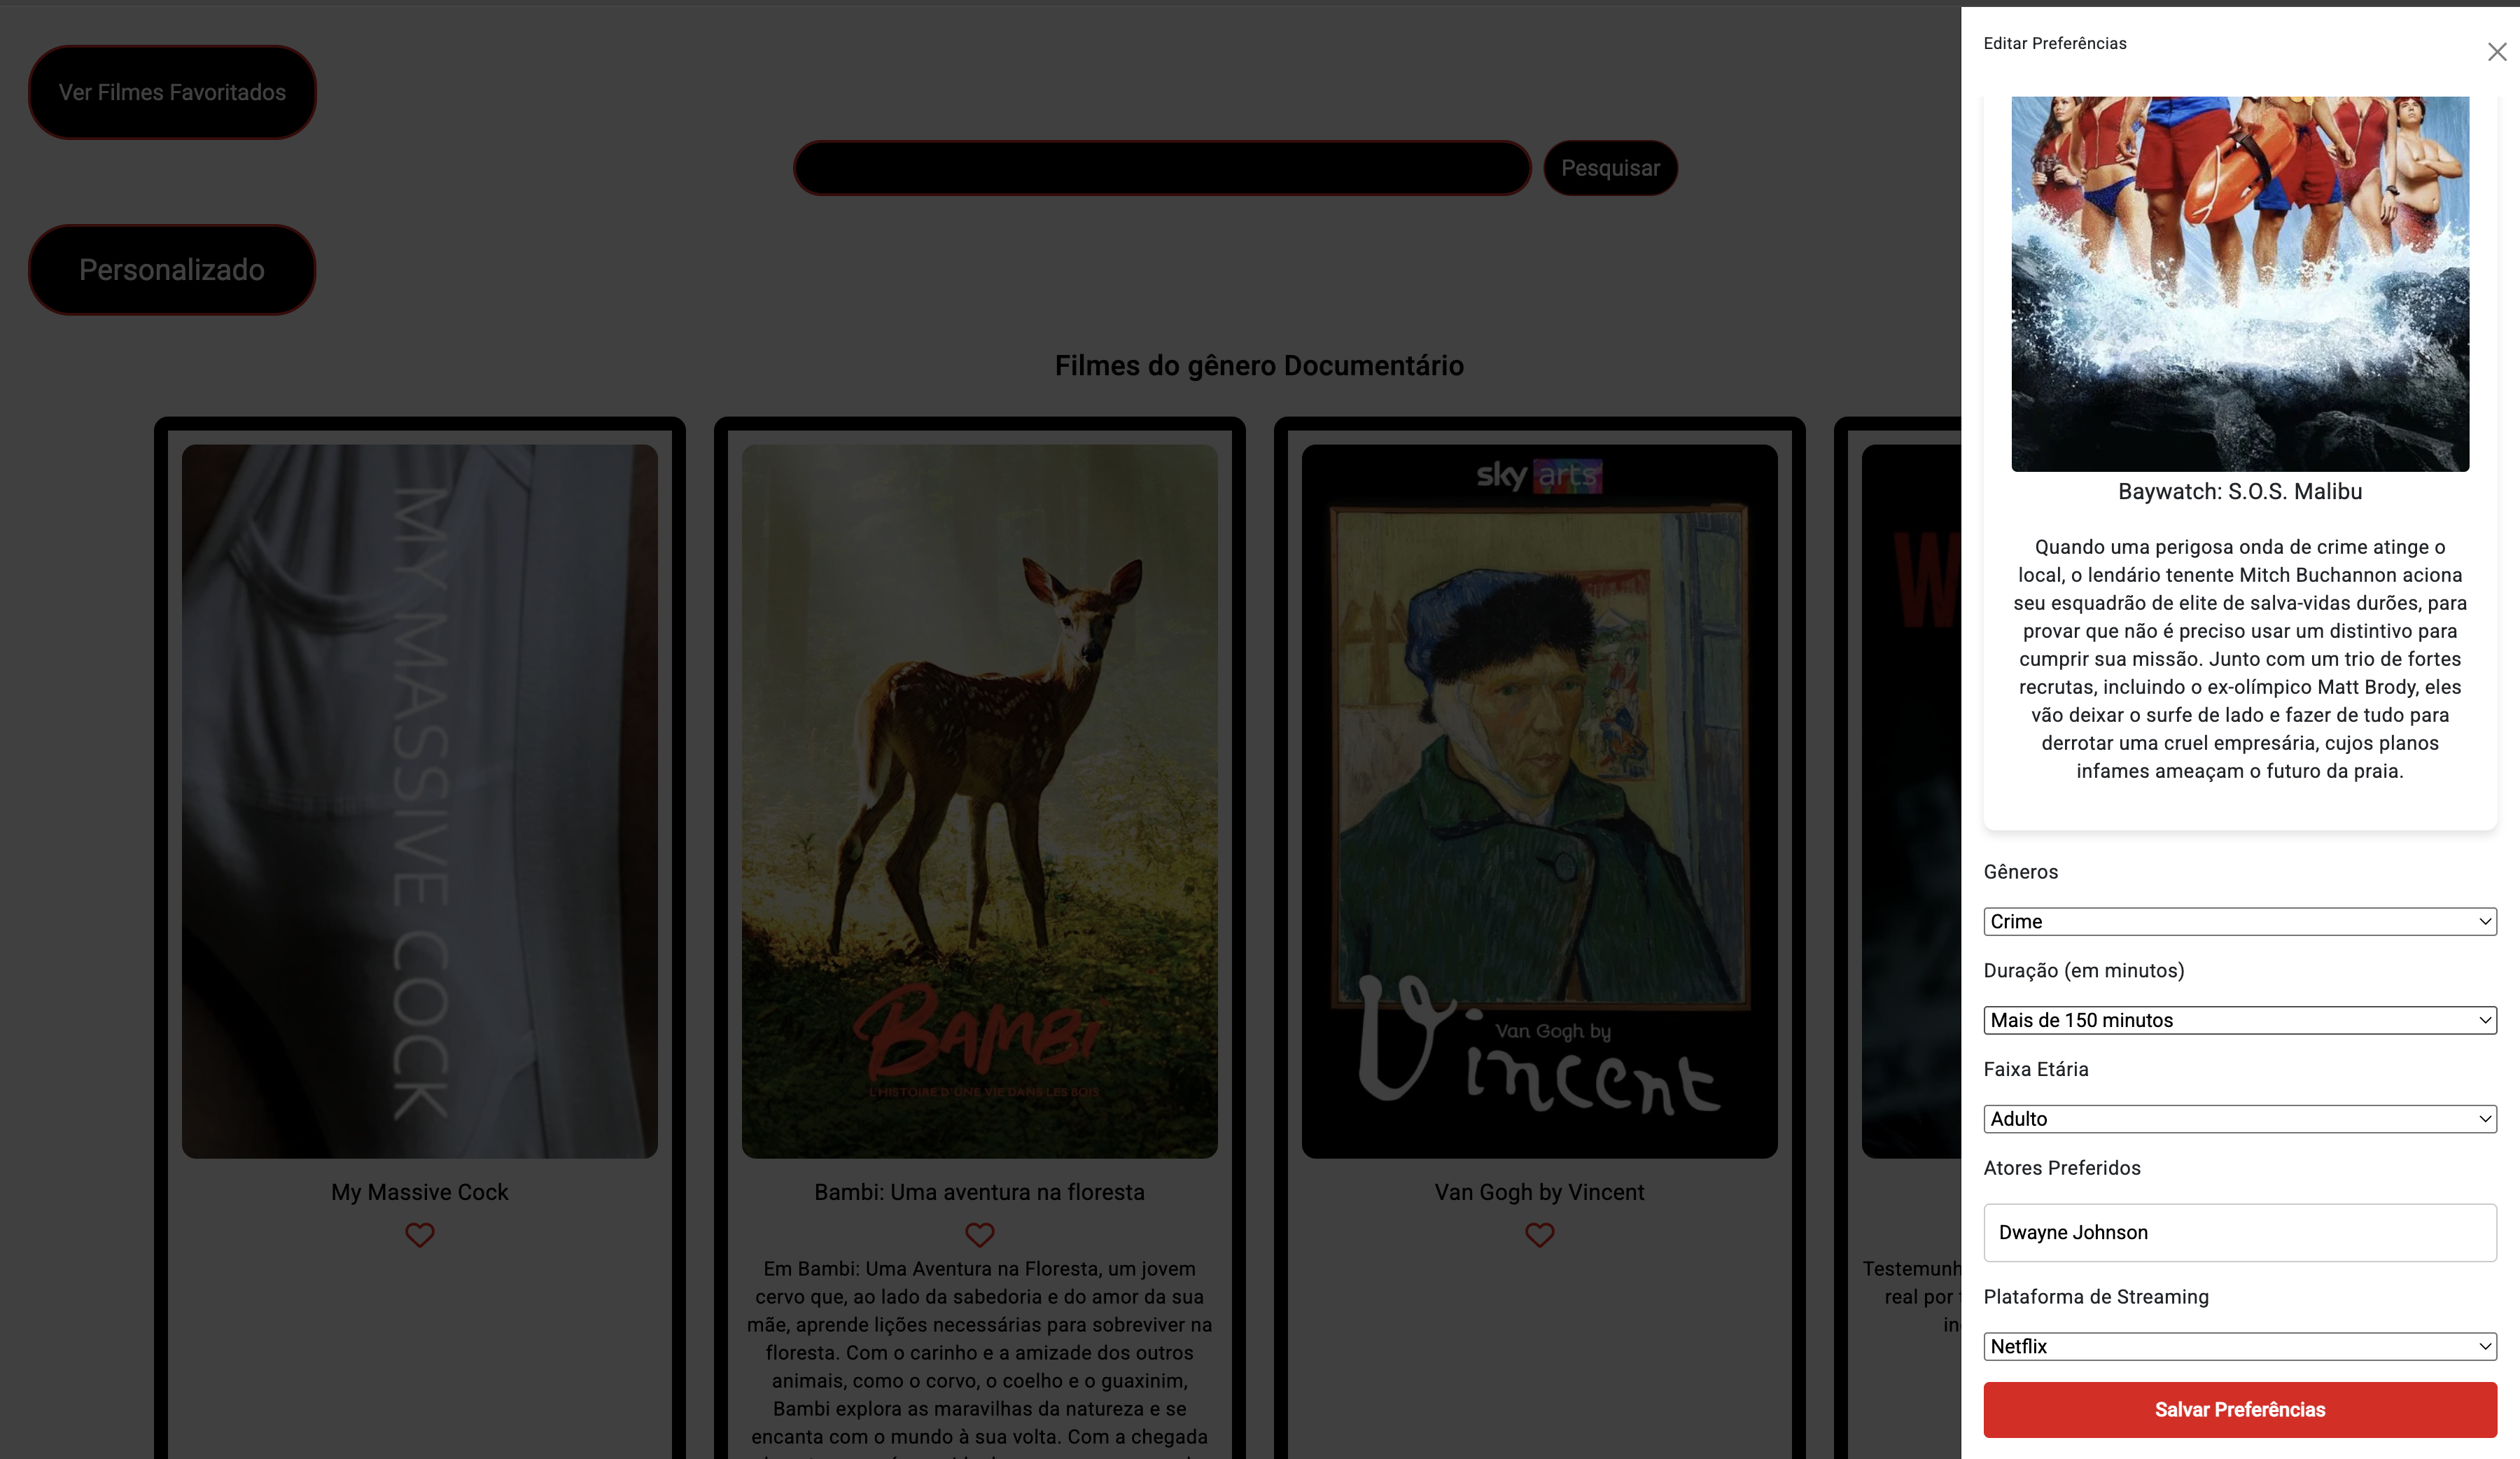 Ver Filmes Favoritados
Pesquisar
Personalizado
Filmes do gênero Documentário
MY MASSIVE COCK
My Massive Cock
BAMBI
L'HISTOIRE D'UNE VIE DANS LES BOIS
Bambi: Uma aventura na floresta
Em Bambi: Uma Aventura na Floresta, um jovem
cervo que, ao lado da sabedoria e do amor da sua
mãe, aprende lições necessárias para sobreviver na
floresta. Com o carinho e a amizade dos outros
animais, como o corvo, o coelho e o guaxinim,
Bambi explora as maravilhas da natureza e se
encanta com o mundo à sua volta. Com a chegada
sky arts
Van Gogh by
Vincent
Van Gogh by Vincent
W
Testemunh
real por
in
Editar Preferências
Baywatch: S.O.S. Malibu
Quando uma perigosa onda de crime atinge o
local, o lendário tenente Mitch Buchannon aciona
seu esquadrão de elite de salva-vidas durões, para
provar que não é preciso usar um distintivo para
cumprir sua missão. Junto com um trio de fortes
recrutas, incluindo o ex-olímpico Matt Brody, eles
vão deixar o surfe de lado e fazer de tudo para
derrotar uma cruel empresária, cujos planos
infames ameaçam o futuro da praia.
Gêneros
Crime
Duração (em minutos)
Mais de 150 minutos
Faixa Etária
Adulto
Atores Preferidos
Dwayne Johnson
Plataforma de Streaming
Netflix
Salvar Preferências